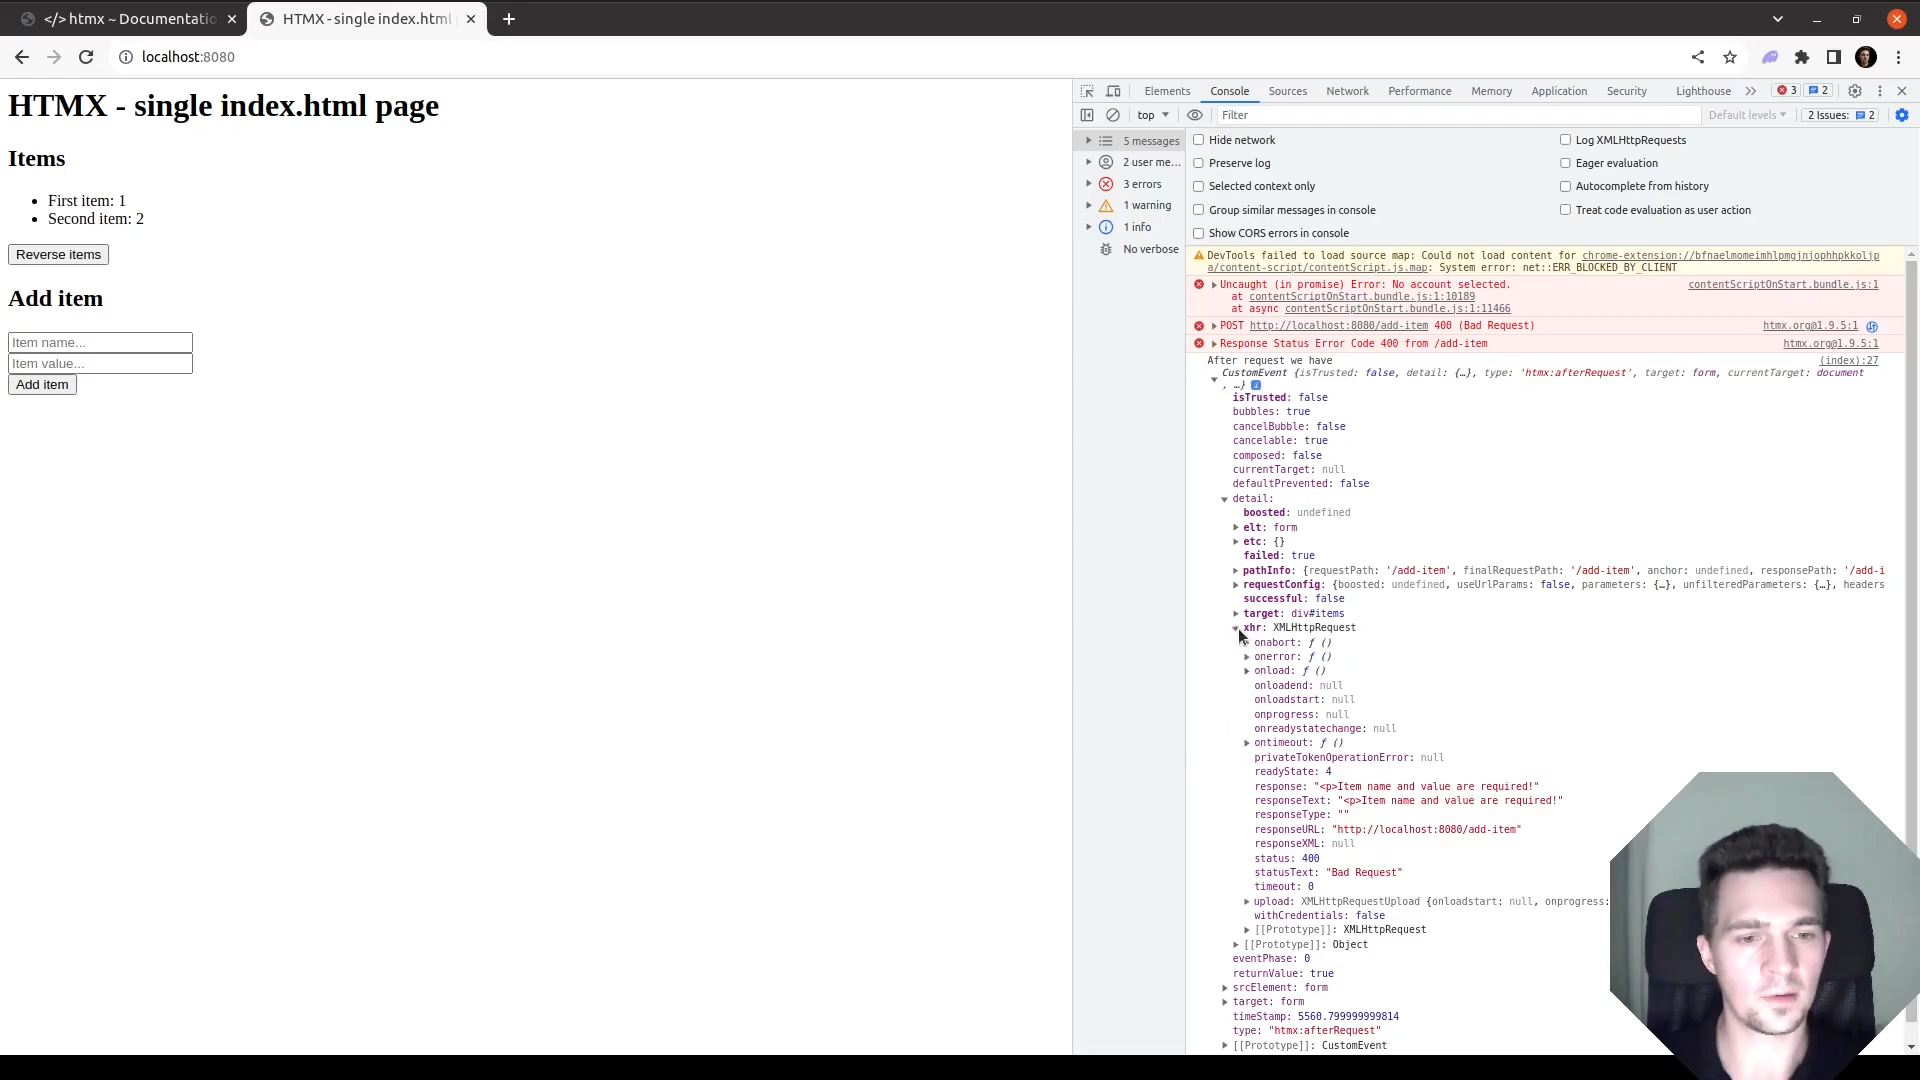 </> htmx ~ Documentatio
HTMX - single index.html
localhost:8080
HTMX - single index.html page
Items
First item: 1
Second item: 2
Reverse items
Add item
Item name...
Item value...
Add item
Elements Console Sources Network Performance Memory Application Security Lighthouse 3 2
top Filter Default levels 2 Issues: 2
5 messages
2 user me...
3 errors
1 warning
1 info
No verbose
Hide network
Log XMLHttpRequests
Preserve log
Eager evaluation
Selected context only
Autocomplete from history
Group similar messages in console
Treat code evaluation as user action
Show CORS errors in console
DevTools failed to load source map: Could not load content for chrome-extension://bfnaelmomeimhlpmgjnjophhpkkoljp
a/content-script/contentScript.js.map: System error: net::ERR_BLOCKED_BY_CLIENT
Uncaught (in promise) Error: No account selected. contentScriptOnStart.bundle.js:1
at contentScriptOnStart.bundle.js:1:10189
at async contentScriptOnStart.bundle.js:1:11466
POST http://localhost:8080/add-item 400 (Bad Request) htmx.org@1.9.5:1
Response Status Error Code 400 from /add-item htmx.org@1.9.5:1
After request we have (index):27
CustomEvent {isTrusted: false, detail: {…}, type: 'htmx:afterRequest', target: form, currentTarget: document
, …} i
isTrusted: false
bubbles: true
cancelBubble: false
cancelable: true
composed: false
currentTarget: null
defaultPrevented: false
detail:
boosted: undefined
elt: form
etc: {}
failed: true
pathInfo: {requestPath: '/add-item', finalRequestPath: '/add-item', anchor: undefined, responsePath: '/add-i
requestConfig: {boosted: undefined, useUrlParams: false, parameters: {…}, unfilteredParameters: {…}, headers
successful: false
target: div#items
xhr: XMLHttpRequest
onabort: ƒ ()
onerror: ƒ ()
onload: ƒ ()
onloadend: null
onloadstart: null
onprogress: null
onreadystatechange: null
ontimeout: ƒ ()
privateTokenOperationError: null
readyState: 4
response: "<p>Item name and value are required!"
responseText: "<p>Item name and value are required!"
responseType: ""
responseURL: "http://localhost:8080/add-item"
responseXML: null
status: 400
statusText: "Bad Request"
timeout: 0
upload: XMLHttpRequestUpload {onloadstart: null, onprogress:
withCredentials: false
[[Prototype]]: XMLHttpRequest
[[Prototype]]: Object
eventPhase: 0
returnValue: true
srcElement: form
target: form
timeStamp: 5560.799999999814
type: "htmx:afterRequest"
[[Prototype]]: CustomEvent